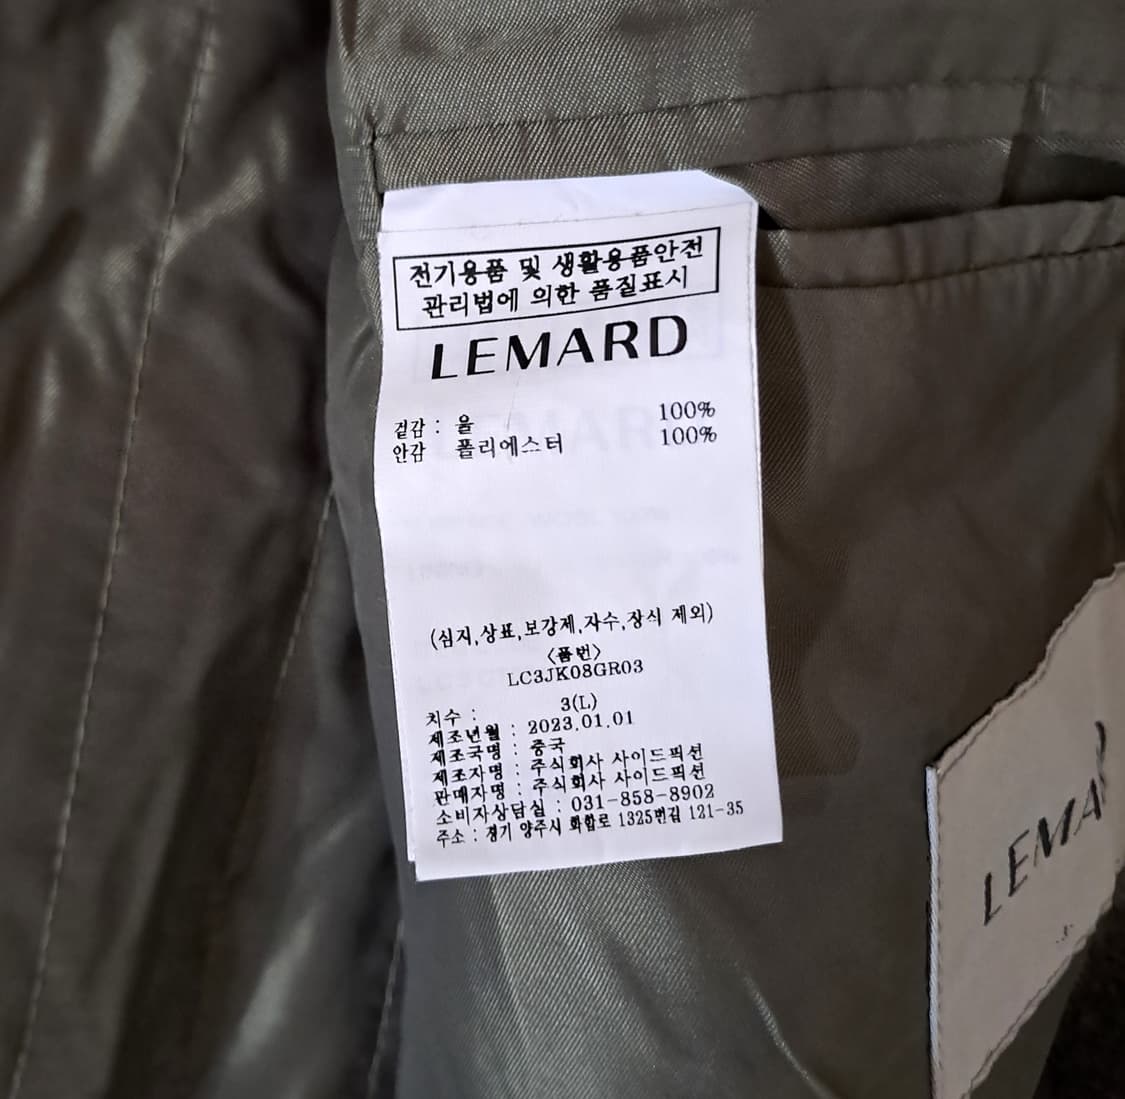 전기용품 및 생활용품안전
관리법에 의한 품질표시
LEMARD
겉감 : 울 100%
안감 폴리에스터 100%
(심지,상표,보강제,자수,장식 제외)
<품번>
LC3JK08GR03
치수 : 3(L)
제조년월 : 2023.01.01
제조국명 : 중국
제조자명 : 주식회사 사이드픽션
판매자명 : 주식회사 사이드픽션
소비자상담실 : 031-858-8902
주소 : 경기 양주시 화합로 1325번길 121-35
LEMAR